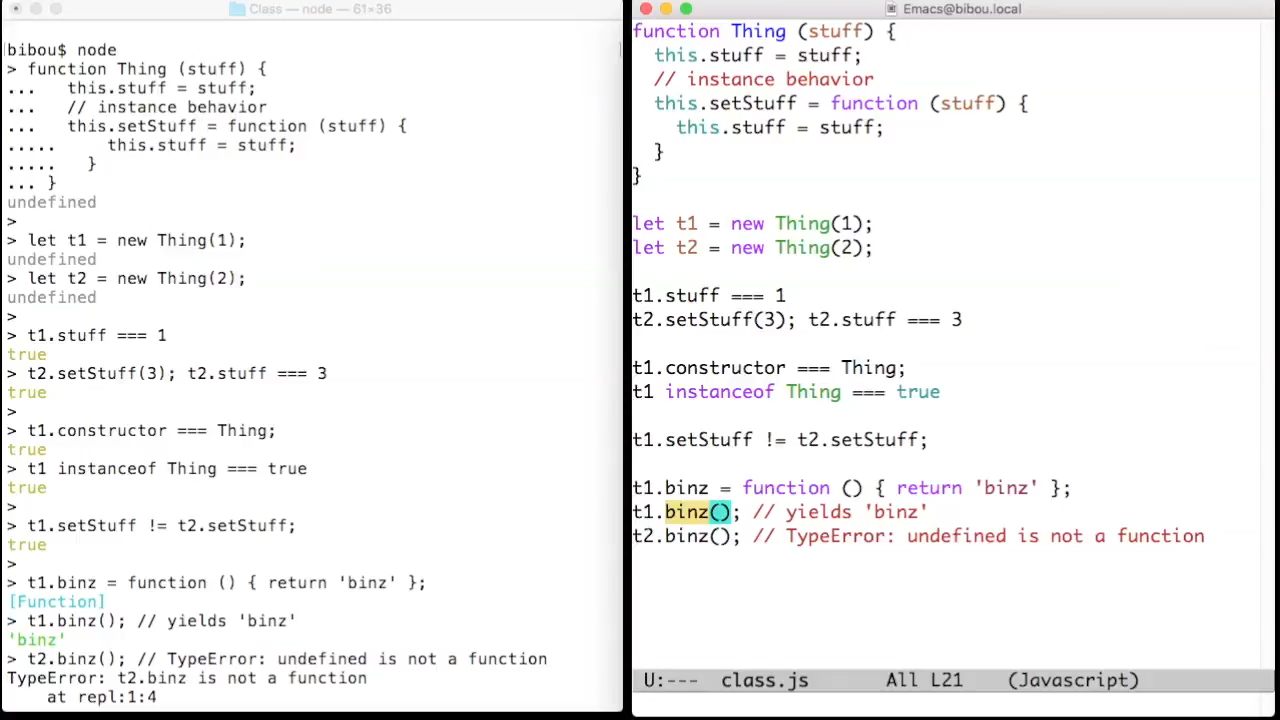 Class — node — 61×36
bibou$ node
> function Thing (stuff) {
...     this.stuff = stuff;
...     // instance behavior
...     this.setStuff = function (stuff) {
.....       this.stuff = stuff;
.....     }
... }
undefined
>
> let t1 = new Thing(1);
undefined
> let t2 = new Thing(2);
undefined
>
> t1.stuff === 1
true
> t2.setStuff(3); t2.stuff === 3
true
>
> t1.constructor === Thing;
true
> t1 instanceof Thing === true
true
>
> t1.setStuff != t2.setStuff;
true
>
> t1.binz = function () { return 'binz' };
[Function]
> t1.binz(); // yields 'binz'
'binz'
> t2.binz(); // TypeError: undefined is not a function
TypeError: t2.binz is not a function
    at repl:1:4
Emacs@bibou.local
function Thing (stuff) {
  this.stuff = stuff;
  // instance behavior
  this.setStuff = function (stuff) {
    this.stuff = stuff;
  }
}
let t1 = new Thing(1);
let t2 = new Thing(2);
t1.stuff === 1
t2.setStuff(3); t2.stuff === 3
t1.constructor === Thing;
t1 instanceof Thing === true
t1.setStuff != t2.setStuff;
t1.binz = function () { return 'binz' };
t1.binz(); // yields 'binz'
t2.binz(); // TypeError: undefined is not a function
U:--- class.js All L21 (Javascript)